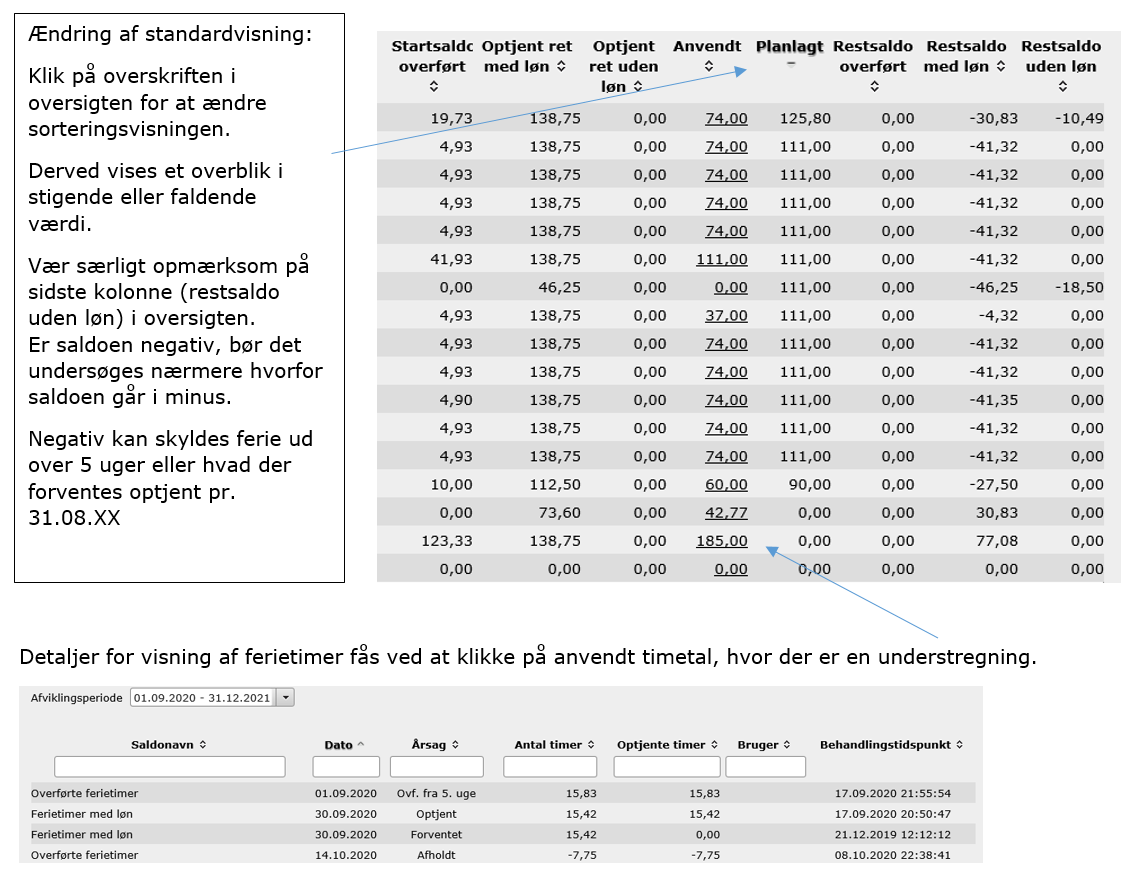 Ændring af standardvisning:
Klik på overskriften i
oversigten for at ændre
sorteringsvisningen.
Derved vises et overblik i
stigende eller faldende
værdi.
Vær særligt opmærksom på
sidste kolonne (restsaldo
uden løn) i oversigten.
Er saldoen negativ, bør det
undersøges nærmere hvorfor
saldoen går i minus.
Negativ kan skyldes ferie ud
over 5 uger eller hvad der
forventes optjent pr.
31.08.XX
Startsaldo Optjent ret Optjent Anvendt Planlagt Restsaldo Restsaldo Restsaldo
overført med løn ret uden overført med løn uden løn
løn
19,73 138,75 0,00 74,00 125,80 0,00 -30,83 -10,49
4,93 138,75 0,00 74,00 111,00 0,00 -41,32 0,00
4,93 138,75 0,00 74,00 111,00 0,00 -41,32 0,00
4,93 138,75 0,00 74,00 111,00 0,00 -41,32 0,00
4,93 138,75 0,00 74,00 111,00 0,00 -41,32 0,00
41,93 138,75 0,00 111,00 111,00 0,00 -41,32 0,00
0,00 46,25 0,00 0,00 111,00 0,00 -46,25 -18,50
4,93 138,75 0,00 37,00 111,00 0,00 -4,32 0,00
4,93 138,75 0,00 74,00 111,00 0,00 -41,32 0,00
4,93 138,75 0,00 74,00 111,00 0,00 -41,32 0,00
4,90 138,75 0,00 74,00 111,00 0,00 -41,35 0,00
4,93 138,75 0,00 74,00 111,00 0,00 -41,32 0,00
4,93 138,75 0,00 74,00 111,00 0,00 -41,32 0,00
10,00 112,50 0,00 60,00 90,00 0,00 -27,50 0,00
0,00 73,60 0,00 42,77 0,00 0,00 30,83 0,00
123,33 138,75 0,00 185,00 0,00 0,00 77,08 0,00
0,00 0,00 0,00 0,00 0,00 0,00 0,00 0,00
Detaljer for visning af ferietimer fås ved at klikke på anvendt timetal, hvor der er en understregning.
Afviklingsperiode 01.09.2020 - 31.12.2021
Saldonavn Dato Årsag Antal timer Optjente timer Bruger Behandlingstidspunkt
Overførte ferietimer 01.09.2020 Ovf. fra 5. uge 15,83 15,83 17.09.2020 21:55:54
Ferietimer med løn 30.09.2020 Optjent 15,42 15,42 17.09.2020 20:50:47
Ferietimer med løn 30.09.2020 Forventet 15,42 0,00 21.12.2019 12:12:12
Overførte ferietimer 14.10.2020 Afholdt -7,75 -7,75 08.10.2020 22:38:41